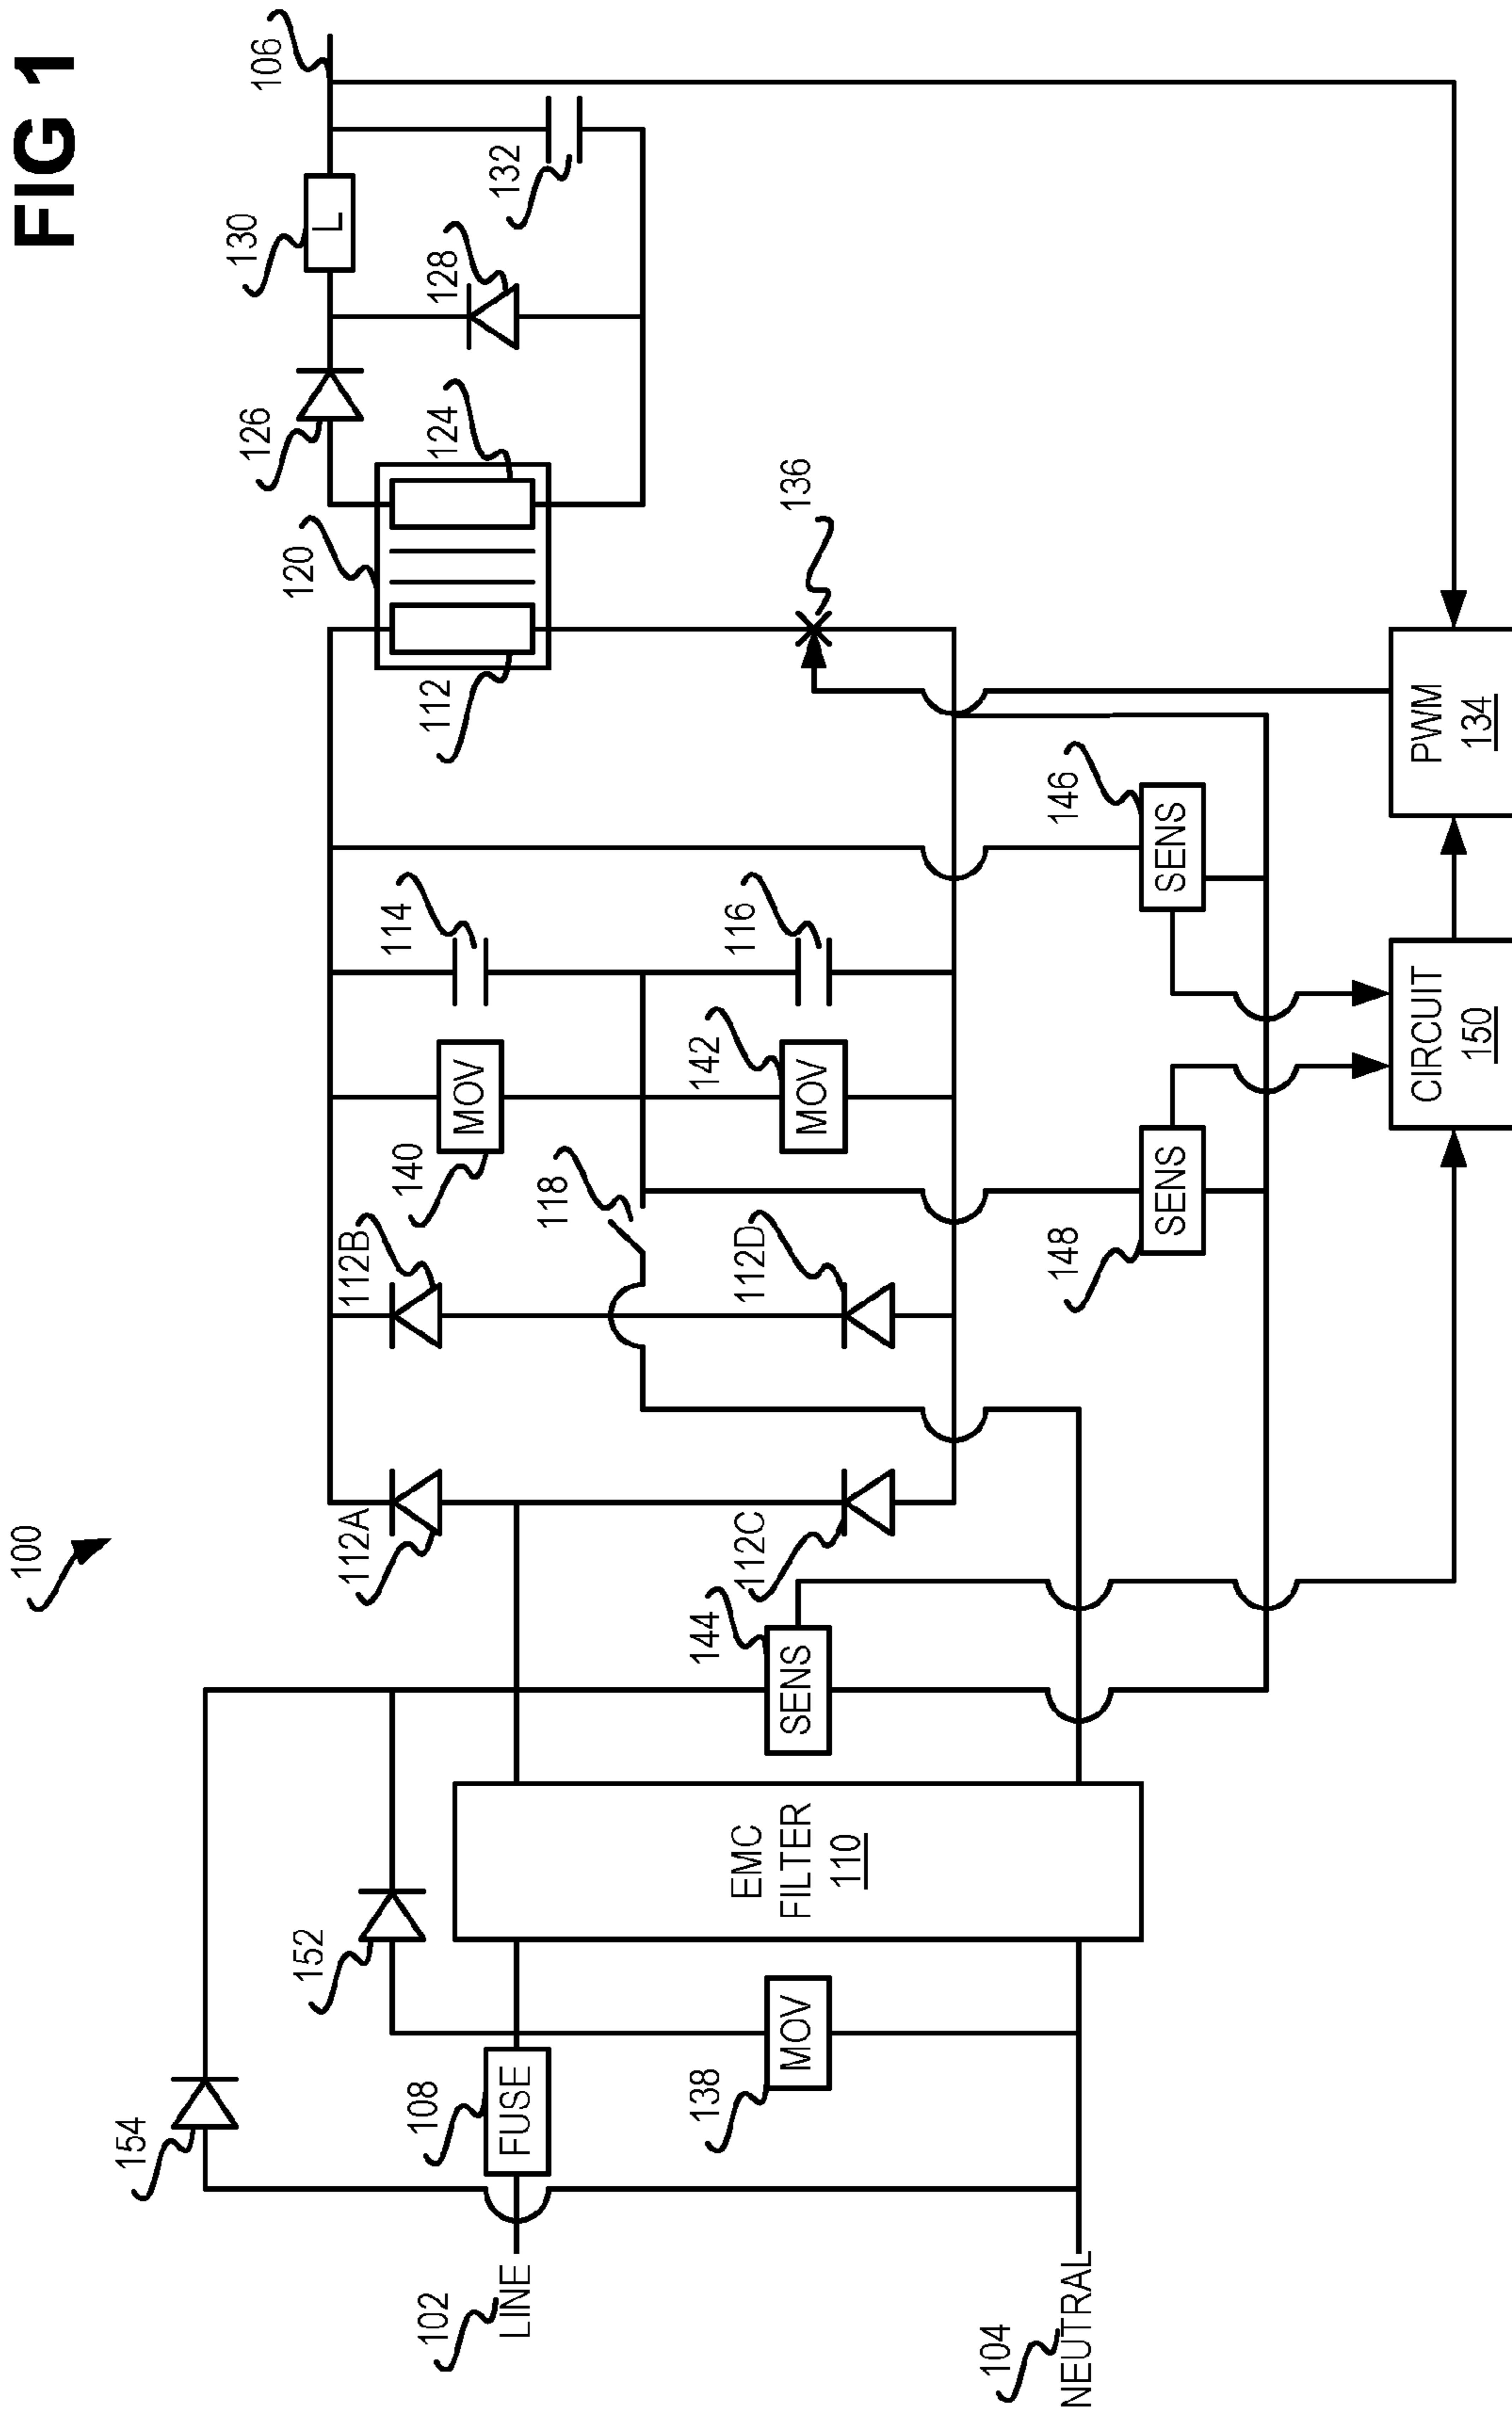 FIG 1
100
154
152
102
LINE
108
FUSE
138
MOV
104
NEUTRAL
EMC
FILTER
110
144
SENS
112A
112B
112C
112D
118
140
MOV
142
MOV
114
116
148
SENS
146
SENS
CIRCUIT
150
PWM
134
136
112
120
124
126
128
130
L
132
106